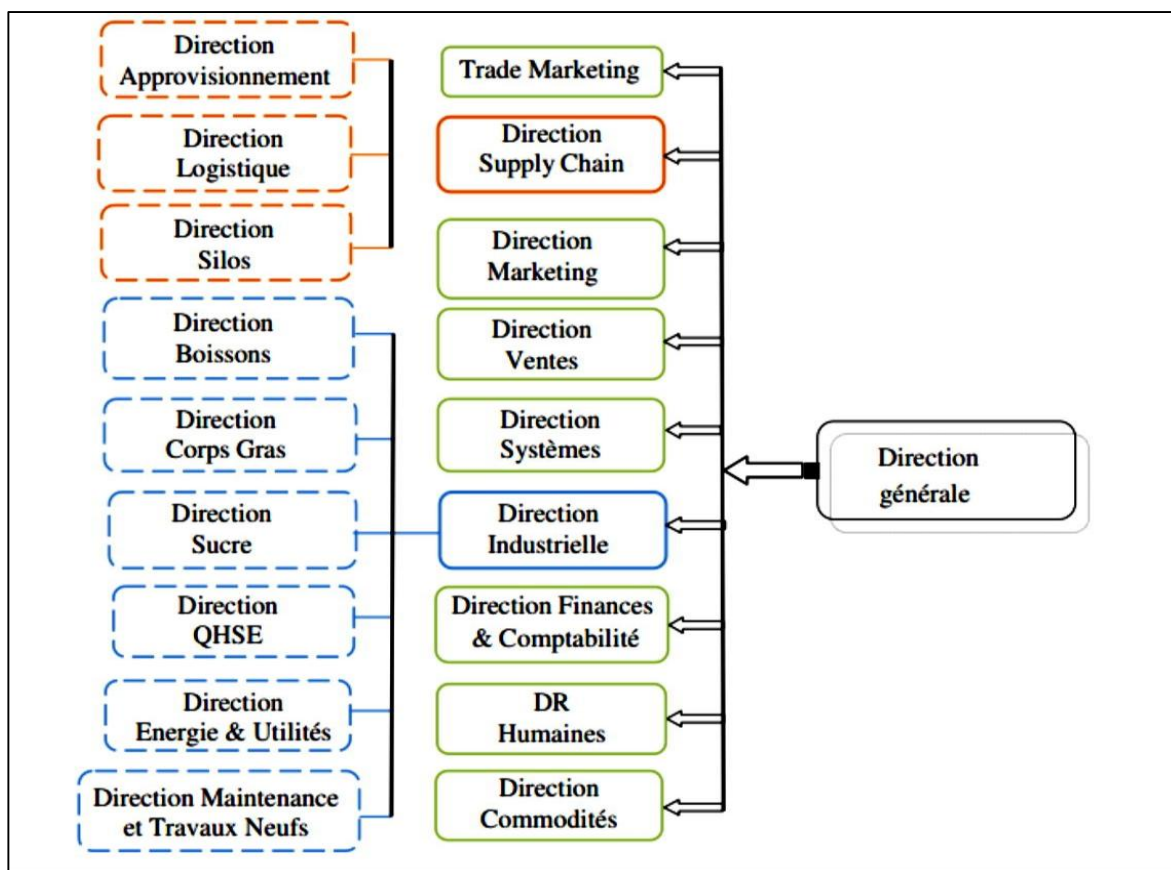 Direction
Approvisionnement
Direction
Logistique
Direction
Silos
Direction
Boissons
Direction
Corps Gras
Direction
Sucre
Direction
QHSE
Direction
Energie & Utilités
Direction Maintenance
et Travaux Neufs
Trade Marketing
Direction
Supply Chain
Direction
Marketing
Direction
Ventes
Direction
Systèmes
Direction
Industrielle
Direction Finances
& Comptabilité
DR
Humaines
Direction
Commodités
Direction
générale